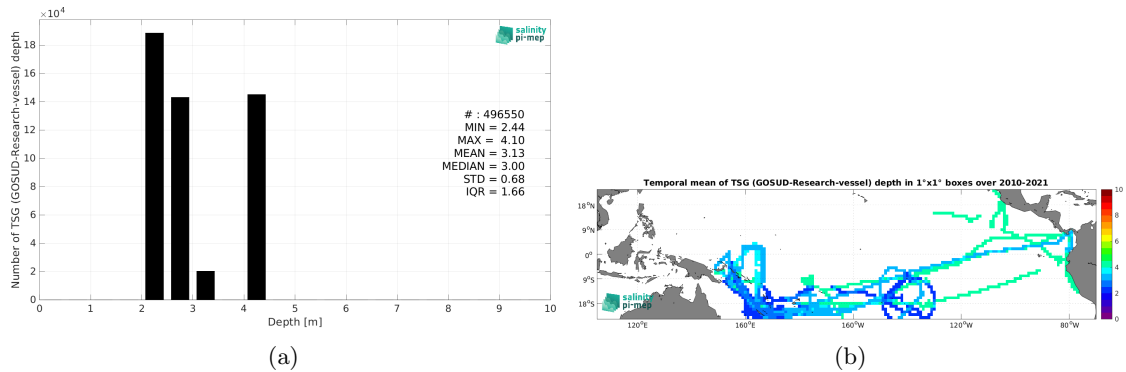 ×10⁴
18
16
14
12
10
8
6
4
2
0
Number of TSG (GOSUD-Research-vessel) depth
salinity
pi-mep
# : 496550
MIN = 2.44
MAX = 4.10
MEAN = 3.13
MEDIAN = 3.00
STD = 0.68
IQR = 1.66
0 1 2 3 4 5 6 7 8 9 10
Depth [m]
(a)
Temporal mean of TSG (GOSUD-Research-vessel) depth in 1°x1° boxes over 2010-2021
18°N
9°N
0°
9°S
18°S
salinity
pi-mep
120°E 160°E 160°W 120°W 80°W
10
8
6
4
2
0
(b)